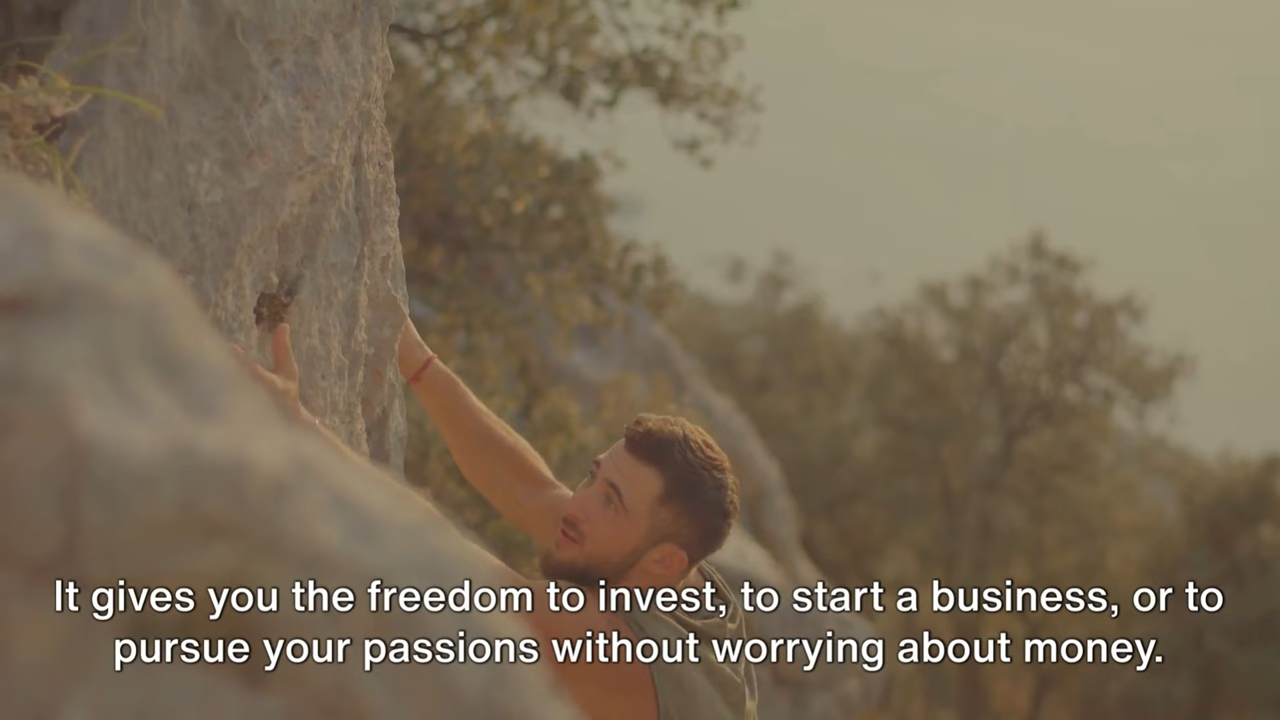 It gives you the freedom to invest, to start a business, or to
pursue your passions without worrying about money.